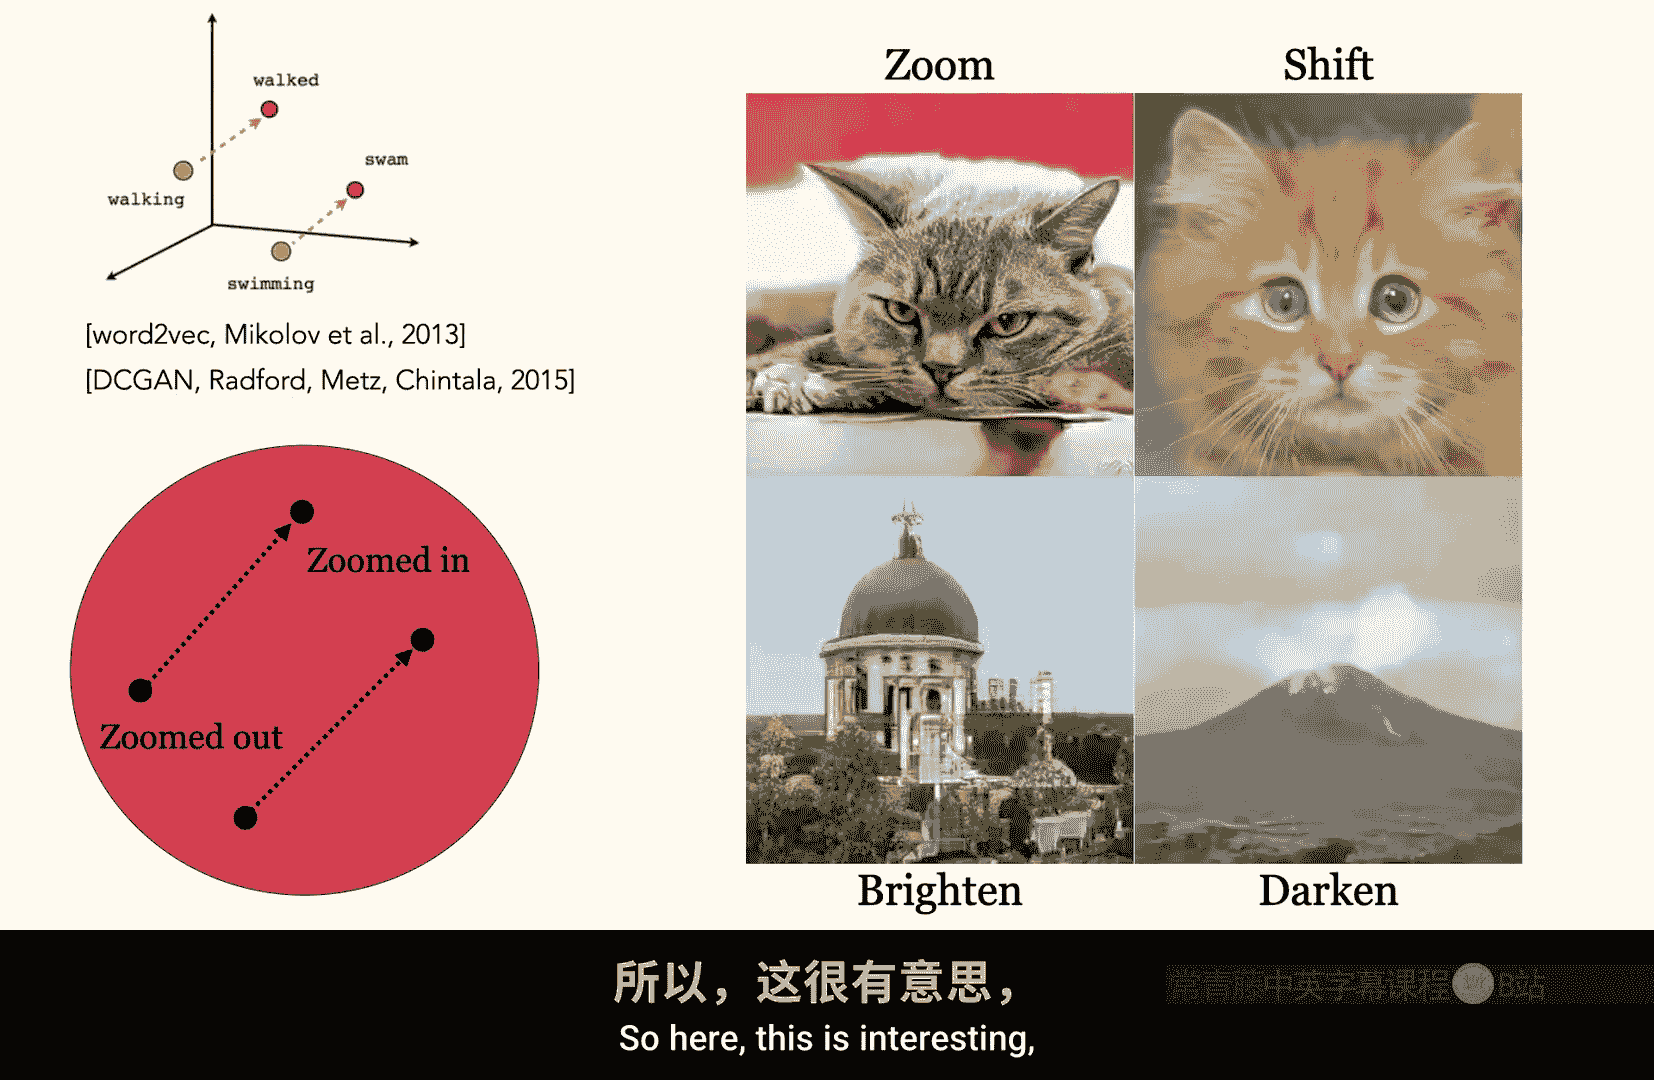 walked
swam
walking
swimming
[word2vec, Mikolov et al., 2013]
[DCGAN, Radford, Metz, Chintala, 2015]
Zoomed in
Zoomed out
Zoom
Shift
Brighten
Darken
所以，这很有意思，
So here, this is interesting,